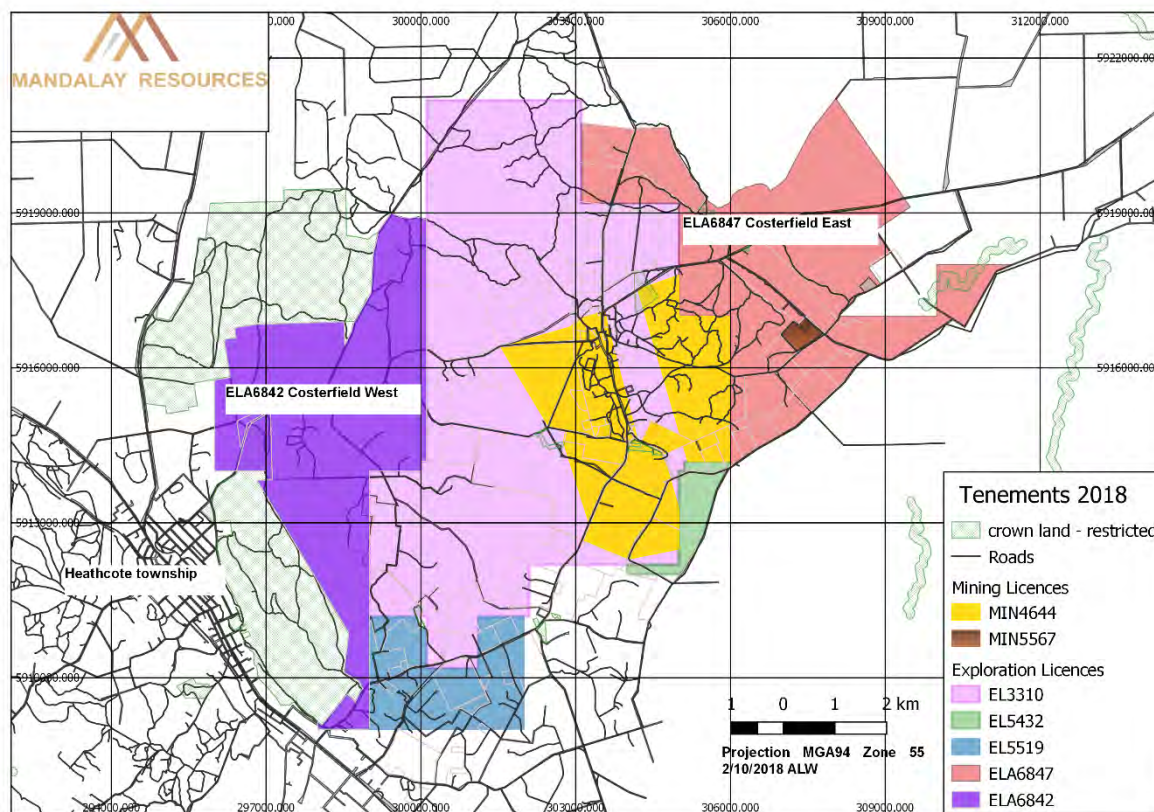 300000.000
303000.000
306000.000
309000.000
312000.000
MANDALAY RESOURCES
5922000.000
5922000.000
5919000.000
5919000.000
ELA6847 Costerfield East
5916000.000
5916000.000
ELA6842 Costerfield West
5913000.000
Heathcote township
5910000.000
Tenements 2018
crown land - restricted
Roads
Mining Licences
MIN4644
MIN5567
Exploration Licences
EL3310
EL5432
EL5519
ELA6847
ELA6842
1 0 1 2 km
Projection MGA94 Zone 55
2/10/2018 ALW
294000.000
297000.000
300000.000
303000.000
306000.000
309000.000